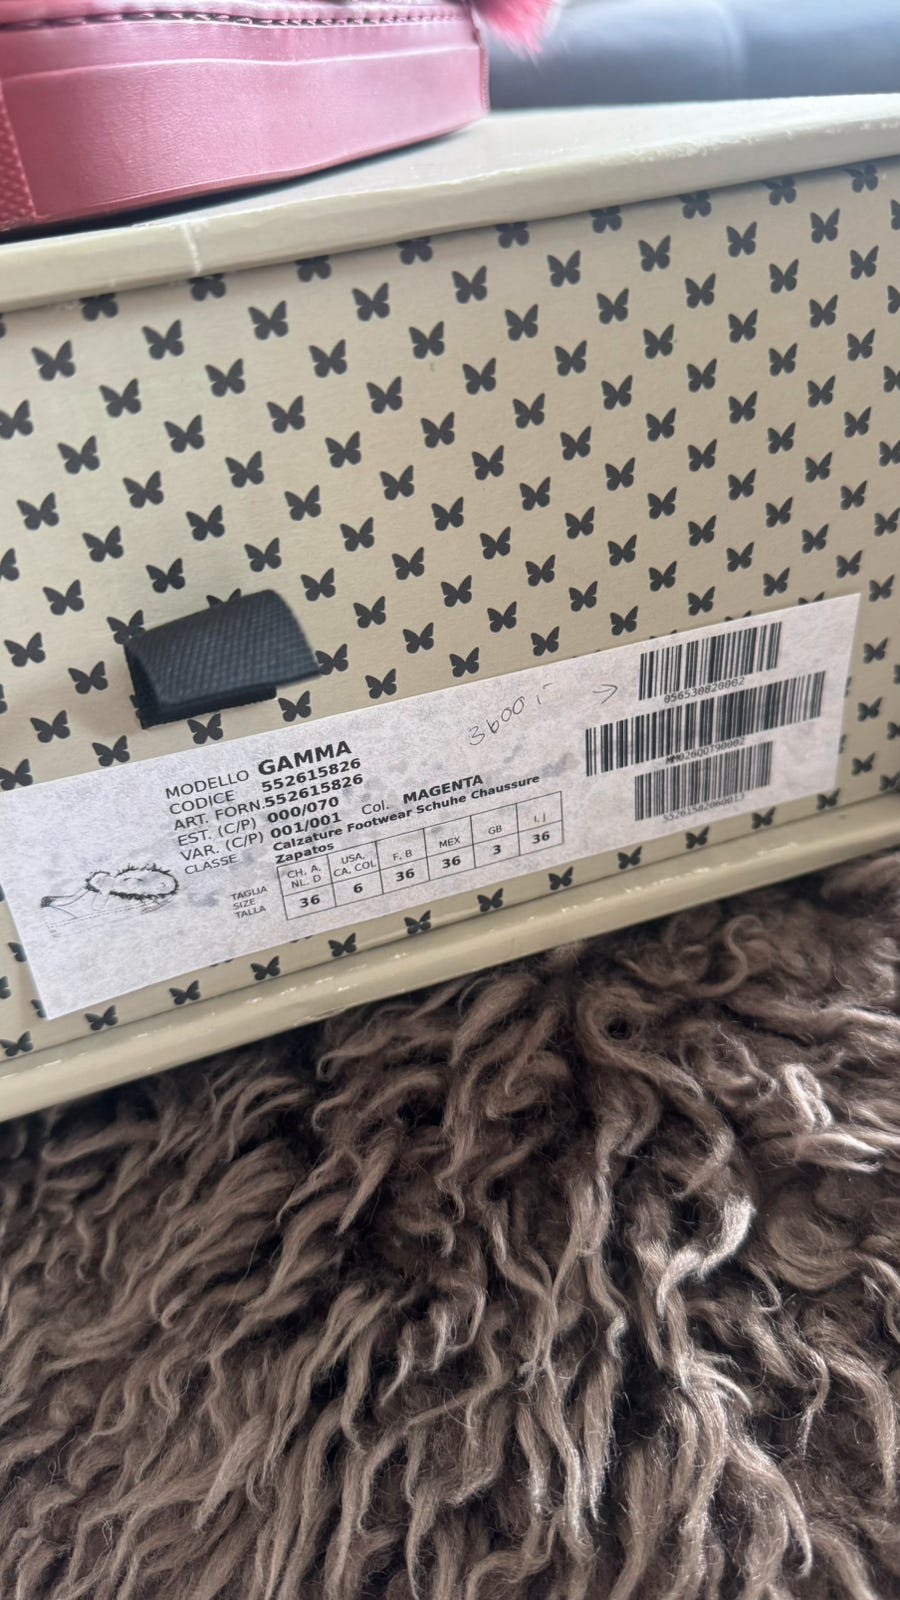 3600,-
MODELLO GAMMA
CODICE 552615826
ART. FORN. 552615826
EST. (C/P) 000/070
VAR. (C/P) 001/001 Col. MAGENTA
CLASSE Calzature Footwear Schuhe Chaussure
Zapatos
TAGLIA
SIZE
TALLA
CH, A, NL, D USA, CA, COL F, B MEX GB I, J
36 6 36 36 3 36
056530820002